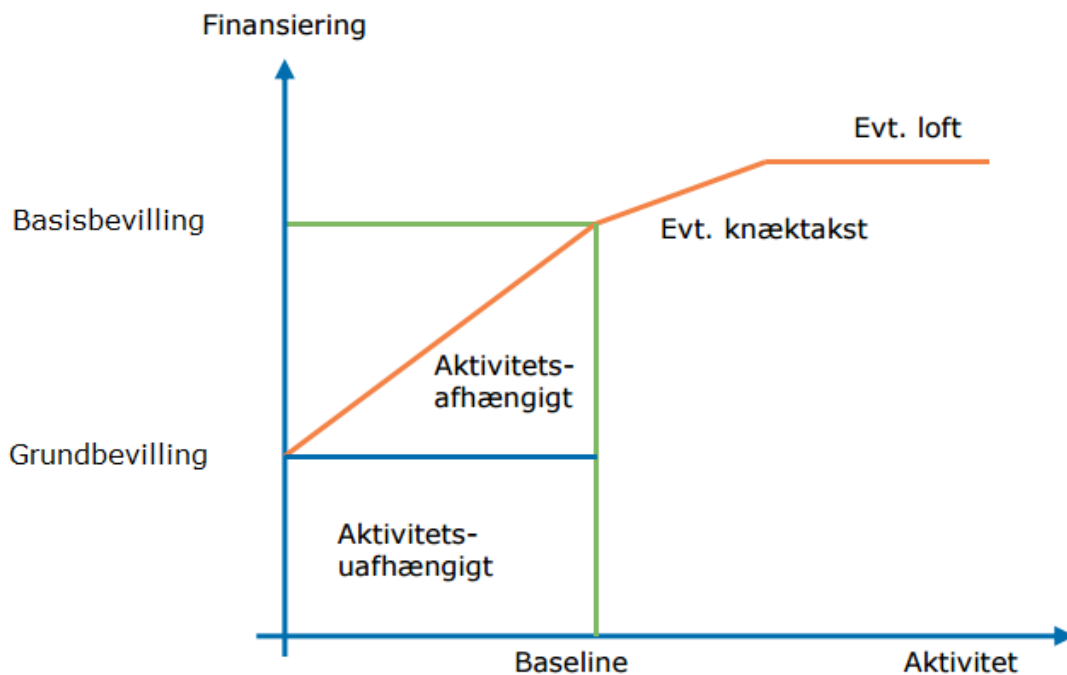 Finansiering
Evt. loft
Basisbevilling
Evt. knæktakst
Aktivitets-
afhængigt
Grundbevilling
Aktivitets-
uafhængigt
Baseline
Aktivitet